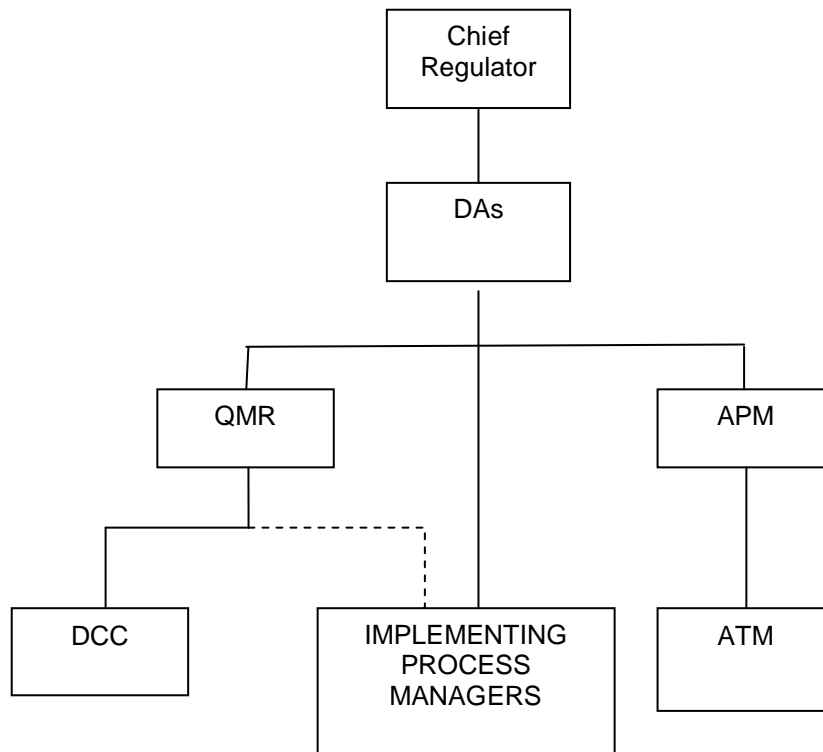 Chief
Regulator
DAs
QMR
APM
DCC
IMPLEMENTING
PROCESS
MANAGERS
ATM